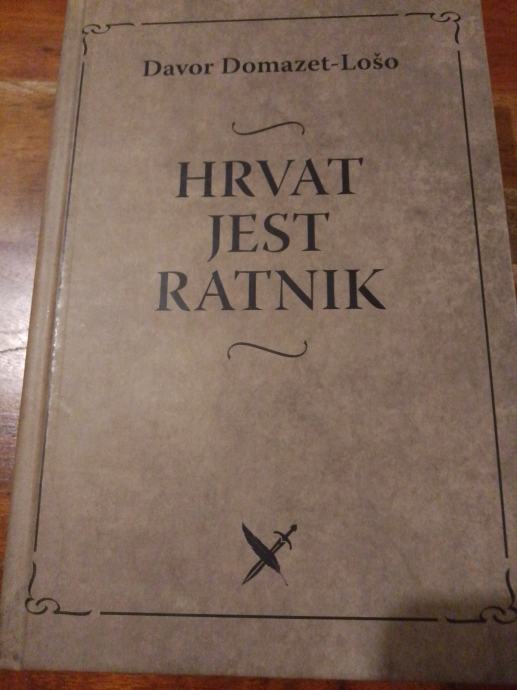 Davor Domazet-Lošo
HRVAT
JEST
RATNIK